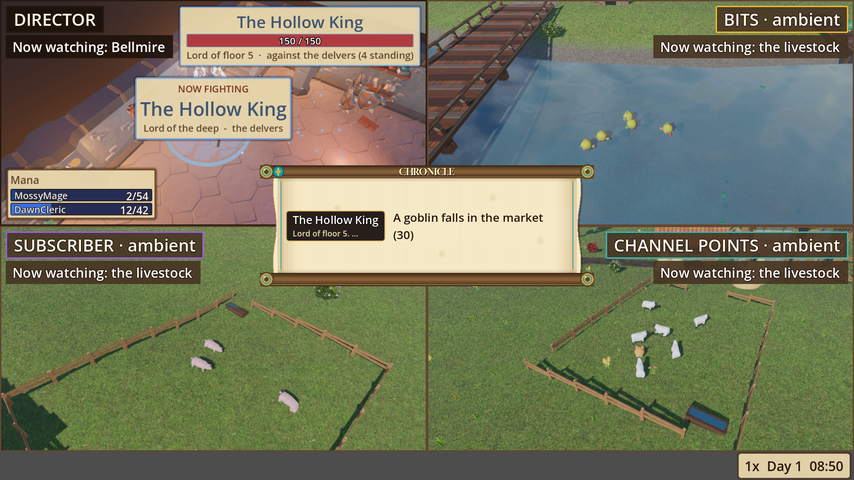 DIRECTOR
Now watching: Bellmire
The Hollow King
150 / 150
Lord of floor 5 · against the delvers (4 standing)
NOW FIGHTING
The Hollow King
Lord of the deep - the delvers
Mana
MossyMage 2/54
DawnCleric 12/42
BITS · ambient
Now watching: the livestock
CHRONICLE
The Hollow King
Lord of floor 5. ...
A goblin falls in the market
(30)
SUBSCRIBER · ambient
Now watching: the livestock
CHANNEL POINTS · ambient
Now watching: the livestock
1x Day 1 08:50